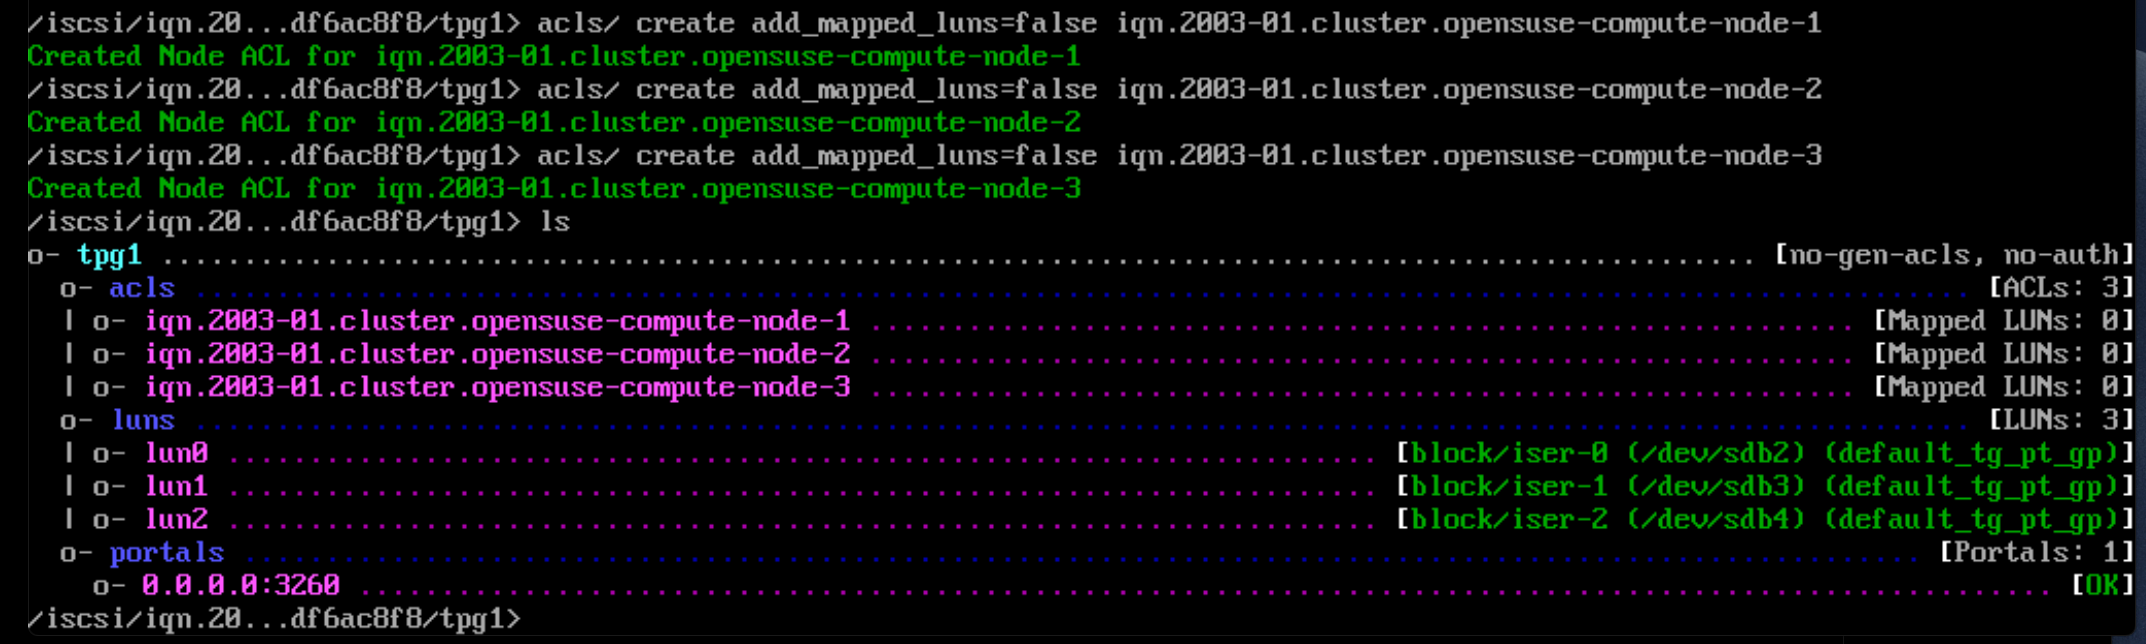 /iscsi/iqn.20...df6ac8f8/tpg1> acls/ create add_mapped_luns=false iqn.2003-01.cluster.opensuse-compute-node-1
Created Node ACL for iqn.2003-01.cluster.opensuse-compute-node-1
/iscsi/iqn.20...df6ac8f8/tpg1> acls/ create add_mapped_luns=false iqn.2003-01.cluster.opensuse-compute-node-2
Created Node ACL for iqn.2003-01.cluster.opensuse-compute-node-2
/iscsi/iqn.20...df6ac8f8/tpg1> acls/ create add_mapped_luns=false iqn.2003-01.cluster.opensuse-compute-node-3
Created Node ACL for iqn.2003-01.cluster.opensuse-compute-node-3
/iscsi/iqn.20...df6ac8f8/tpg1> ls
o- tpg1 .................................................................................................. [no-gen-acls, no-auth]
  o- acls ............................................................................................................ [ACLs: 3]
  | o- iqn.2003-01.cluster.opensuse-compute-node-1 ............................................................ [Mapped LUNs: 0]
  | o- iqn.2003-01.cluster.opensuse-compute-node-2 ............................................................ [Mapped LUNs: 0]
  | o- iqn.2003-01.cluster.opensuse-compute-node-3 ............................................................ [Mapped LUNs: 0]
  o- luns ............................................................................................................ [LUNs: 3]
  | o- lun0 ...................................................................... [block/iser-0 (/dev/sdb2) (default_tg_pt_gp)]
  | o- lun1 ...................................................................... [block/iser-1 (/dev/sdb3) (default_tg_pt_gp)]
  | o- lun2 ...................................................................... [block/iser-2 (/dev/sdb4) (default_tg_pt_gp)]
  o- portals ...................................................................................................... [Portals: 1]
    o- 0.0.0.0:3260 ....................................................................................................... [OK]
/iscsi/iqn.20...df6ac8f8/tpg1>